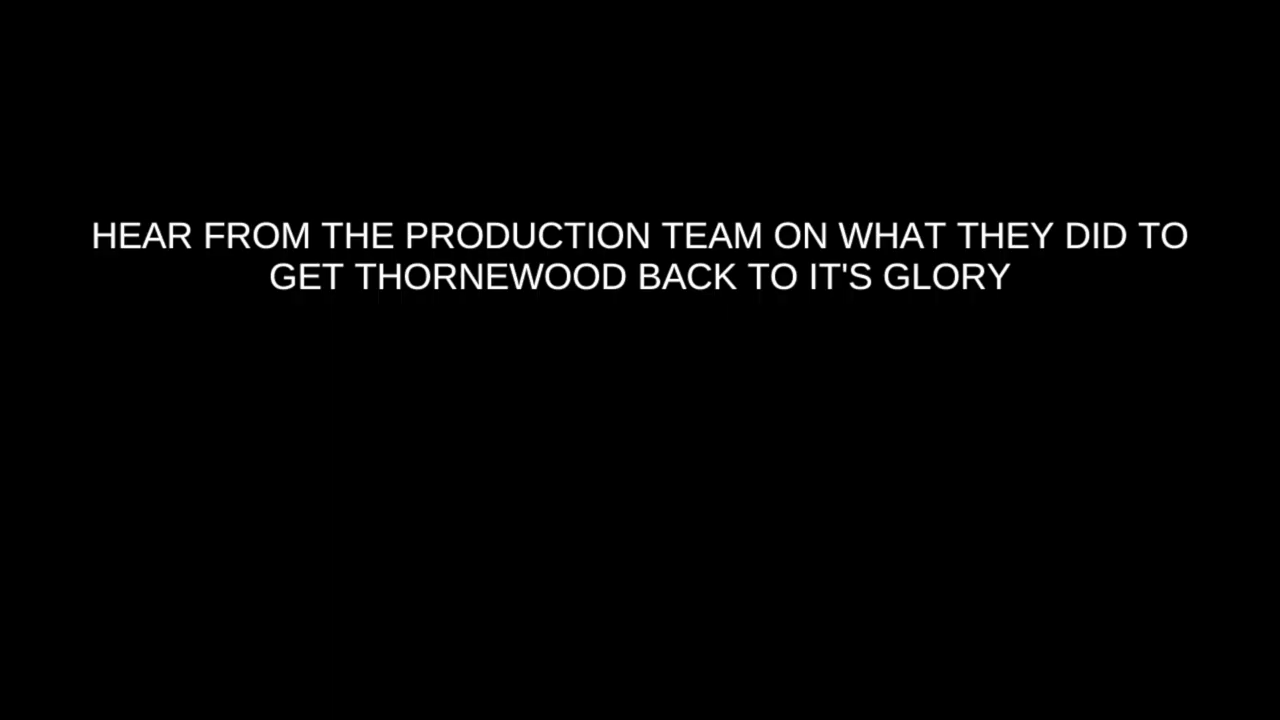 HEAR FROM THE PRODUCTION TEAM ON WHAT THEY DID TO
GET THORNEWOOD BACK TO IT'S GLORY